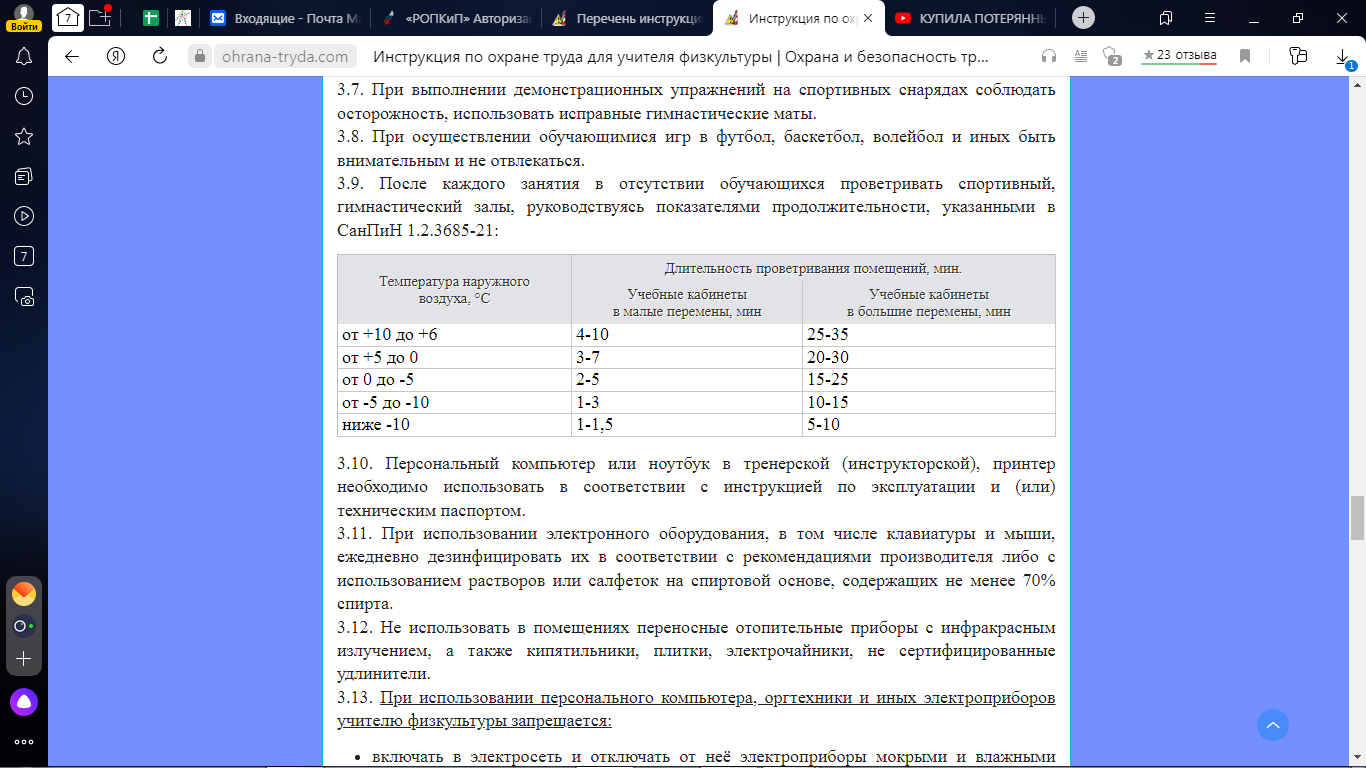 Войти
7
Входящие - Почта Ma
«РОПКиП» Авториза
Перечень инструкци
Инструкция по ох
КУПИЛА ПОТЕРЯНН
ohrana-tryda.com
Инструкция по охране труда для учителя физкультуры | Охрана и безопасность тр...
2
★ 23 отзыва
1
7
3.7. При выполнении демонстрационных упражнений на спортивных снарядах соблюдать
осторожность, использовать исправные гимнастические маты.
3.8. При осуществлении обучающимися игр в футбол, баскетбол, волейбол и иных быть
внимательным и не отвлекаться.
3.9. После каждого занятия в отсутствии обучающихся проветривать спортивный,
гимнастический залы, руководствуясь показателями продолжительности, указанными в
СанПиН 1.2.3685-21:
Температура наружного
воздуха, °С
Длительность проветривания помещений, мин.
Учебные кабинеты
в малые перемены, мин
Учебные кабинеты
в большие перемены, мин
от +10 до +6 4-10 25-35
от +5 до 0 3-7 20-30
от 0 до -5 2-5 15-25
от -5 до -10 1-3 10-15
ниже -10 1-1,5 5-10
3.10. Персональный компьютер или ноутбук в тренерской (инструкторской), принтер
необходимо использовать в соответствии с инструкцией по эксплуатации и (или)
техническим паспортом.
3.11. При использовании электронного оборудования, в том числе клавиатуры и мыши,
ежедневно дезинфицировать их в соответствии с рекомендациями производителя либо с
использованием растворов или салфеток на спиртовой основе, содержащих не менее 70%
спирта.
3.12. Не использовать в помещениях переносные отопительные приборы с инфракрасным
излучением, а также кипятильники, плитки, электрочайники, не сертифицированные
удлинители.
3.13. При использовании персонального компьютера, оргтехники и иных электроприборов
учителю физкультуры запрещается:
• включать в электросеть и отключать от неё электроприборы мокрыми и влажными